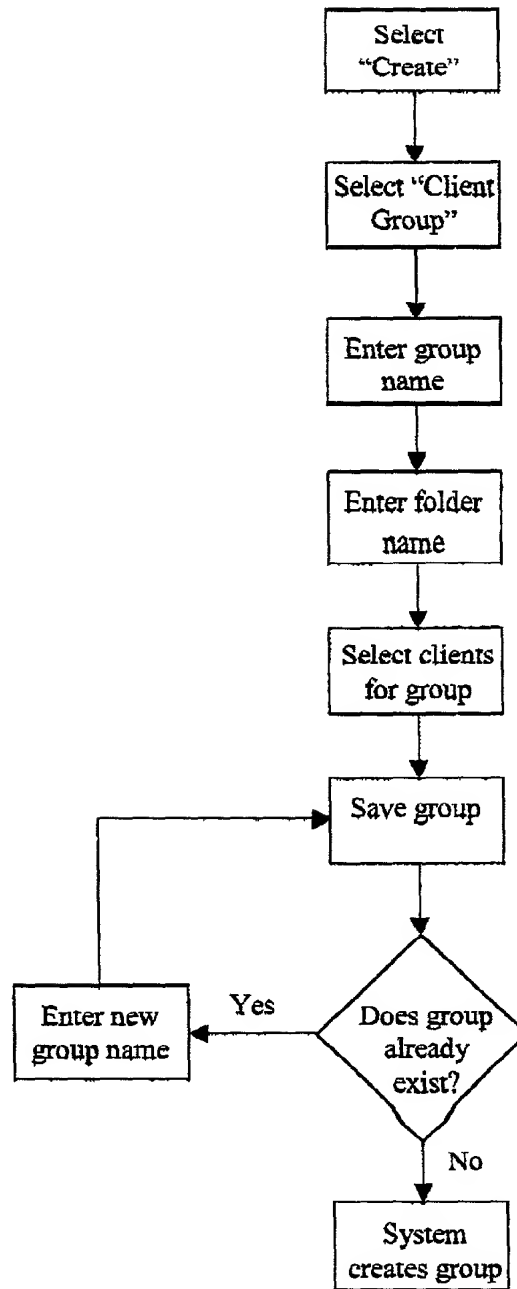 Select
“Create”
Select “Client
Group”
Enter group
name
Enter folder
name
Select clients
for group
Save group
Does group
already
exist?
Yes
Enter new
group name
No
System
creates group